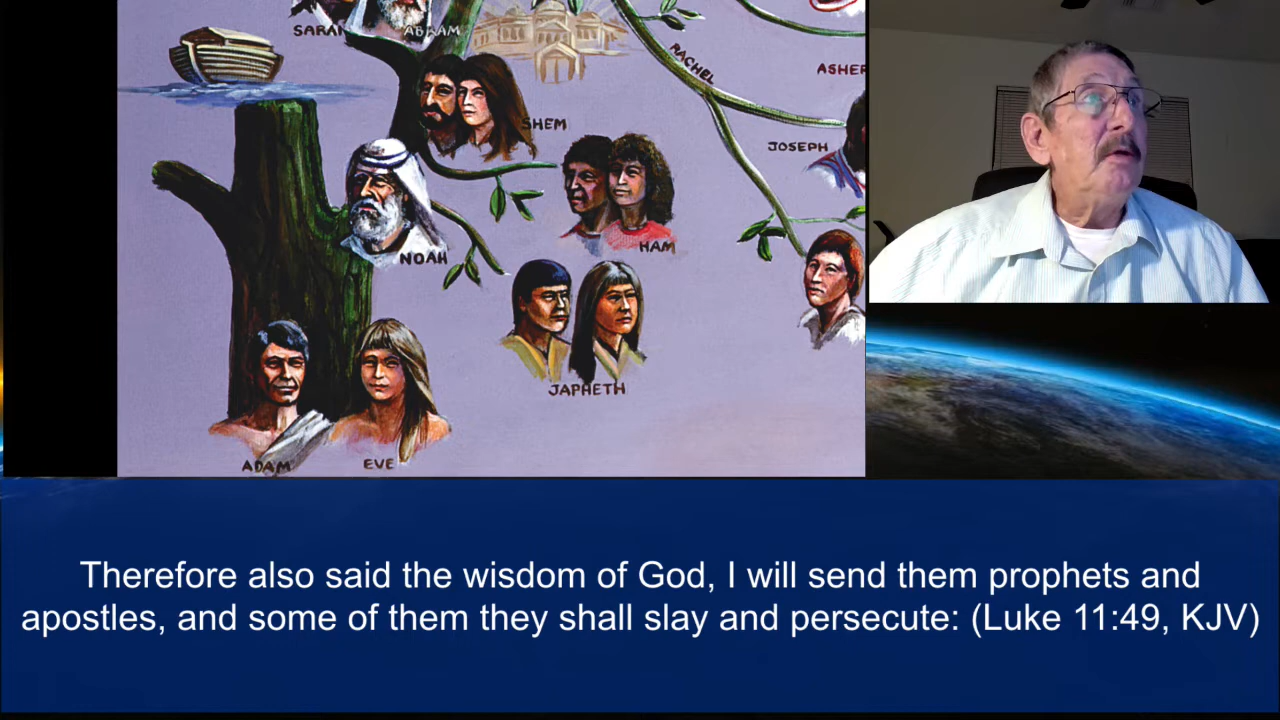 SARAH ABRAM
RACHEL
ASHER
SHEM
JOSEPH
HAM
NOAH
JAPHETH
ADAM EVE
Therefore also said the wisdom of God, I will send them prophets and
apostles, and some of them they shall slay and persecute: (Luke 11:49, KJV)